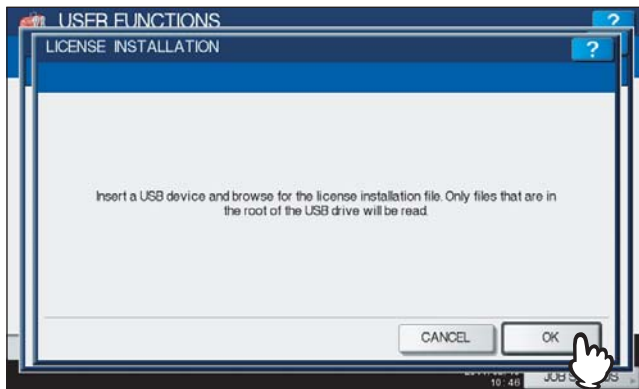 USER FUNCTIONS
?
LICENSE INSTALLATION
?
Insert a USB device and browse for the license installation file. Only files that are in
the root of the USB drive will be read.
CANCEL
OK
10:46
JOB